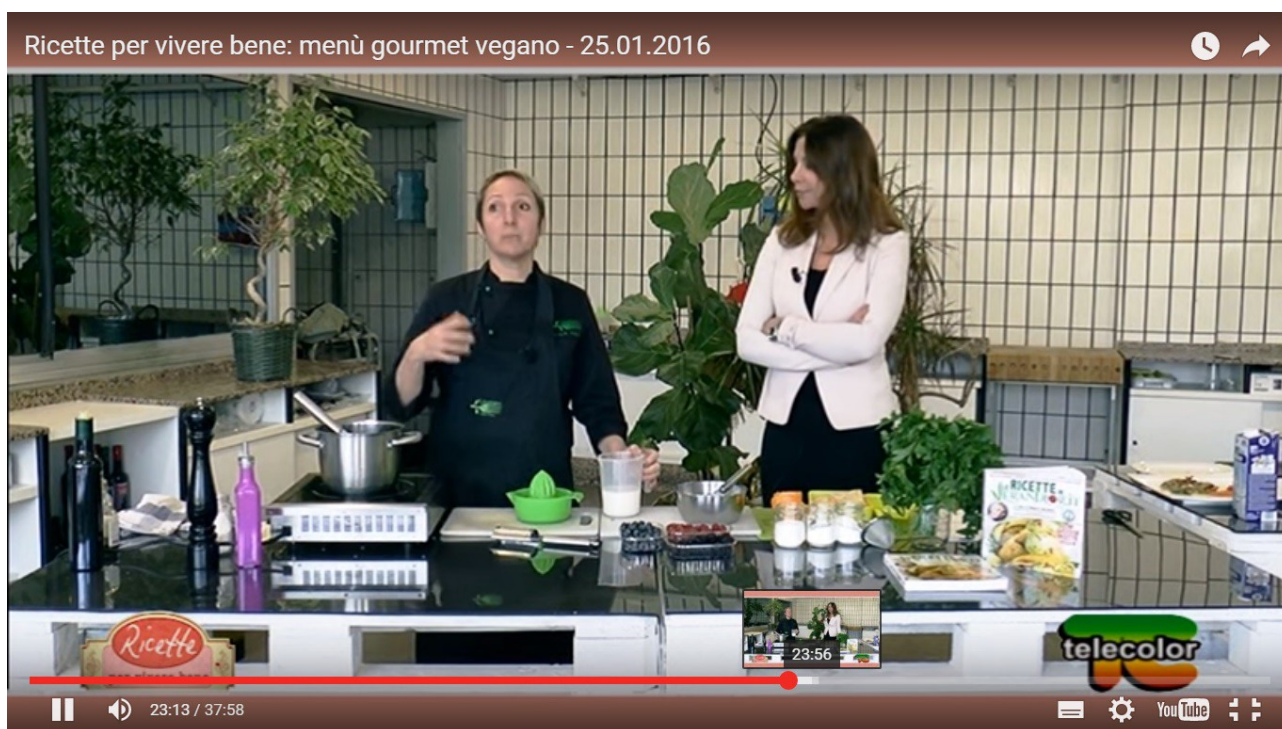 Ricette per vivere bene: menù gourmet vegano - 25.01.2016
RICETTE
Ricette
per vivere bene
23:56
telecolor
23:13 / 37:58
YouTube